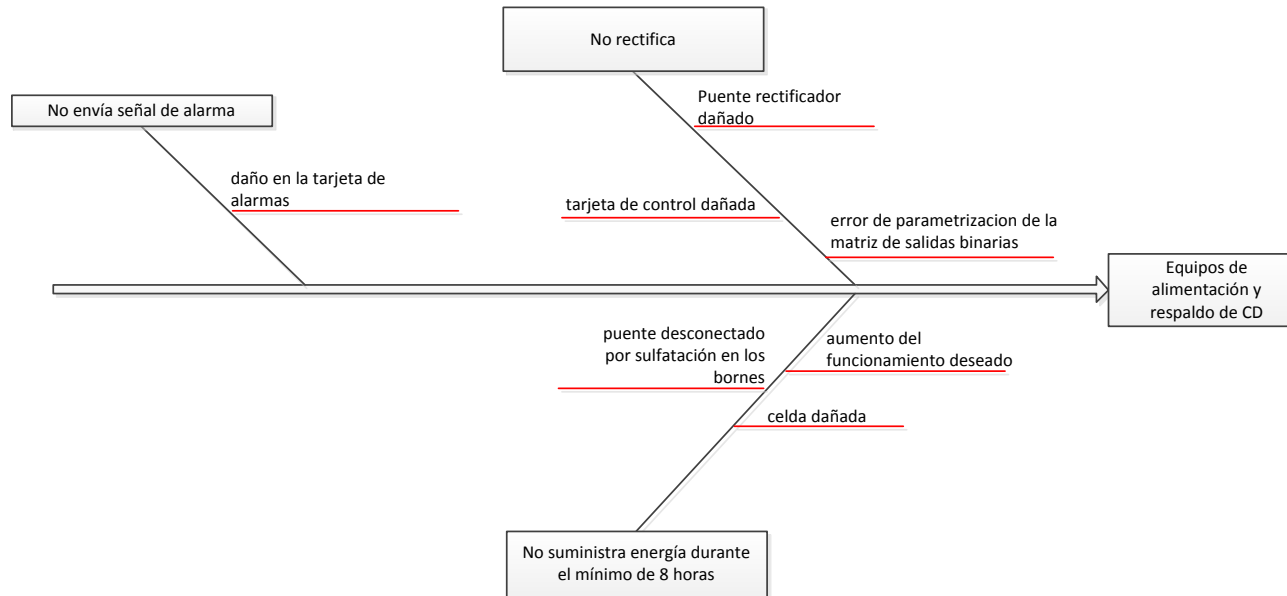 No rectifica
No envía señal de alarma
Puente rectificador
dañado
daño en la tarjeta de
alarmas
tarjeta de control dañada
error de parametrizacion de la
matriz de salidas binarias
Equipos de
alimentación y
respaldo de CD
puente desconectado
por sulfatación en los
bornes
aumento del
funcionamiento deseado
celda dañada
No suministra energía durante
el mínimo de 8 horas